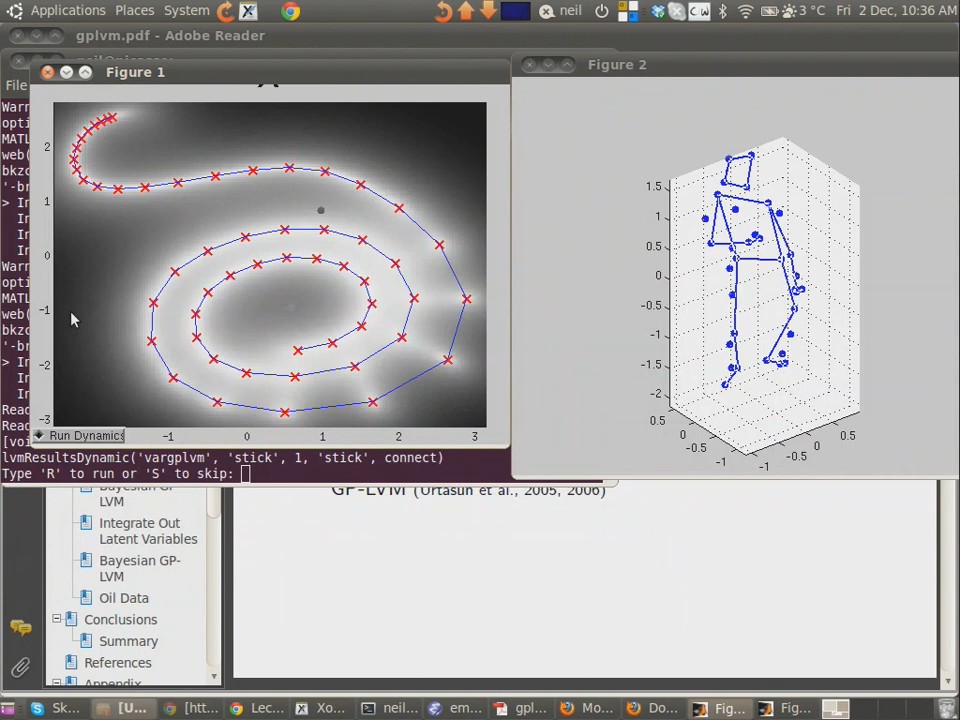 Applications Places System neil CW 3 °C Fri 2 Dec, 10:36 AM
gplvm.pdf - Adobe Reader
File
Figure 1
Figure 2
Warn
opti
MATL
web(
bkzc
'-br
> In
In
In
Warn
opti
MATL
web(
bkzc
'-br
> In
In
In
Read
Read
[voi
2
1
0
-1
-2
-3
-1
0
1
2
3
Run Dynamics
1.5
1
0.5
0
-0.5
-1
-1.5
-2
0.5
0
-0.5
-1
-1
-0.5
0
0.5
lvmResultsDynamic('vargplvm', 'stick', 1, 'stick', connect)
Type 'R' to run or 'S' to skip:
GP-LVM (Urtasun et al., 2005, 2006)
Bayesian GP-
LVM
Integrate Out
Latent Variables
Bayesian GP-
LVM
Oil Data
Conclusions
Summary
References
Appendix
Sk...
[U...
[htt...
Lec...
Xo...
neil...
em...
gpl...
Mo...
Do...
Fig...
Fig...